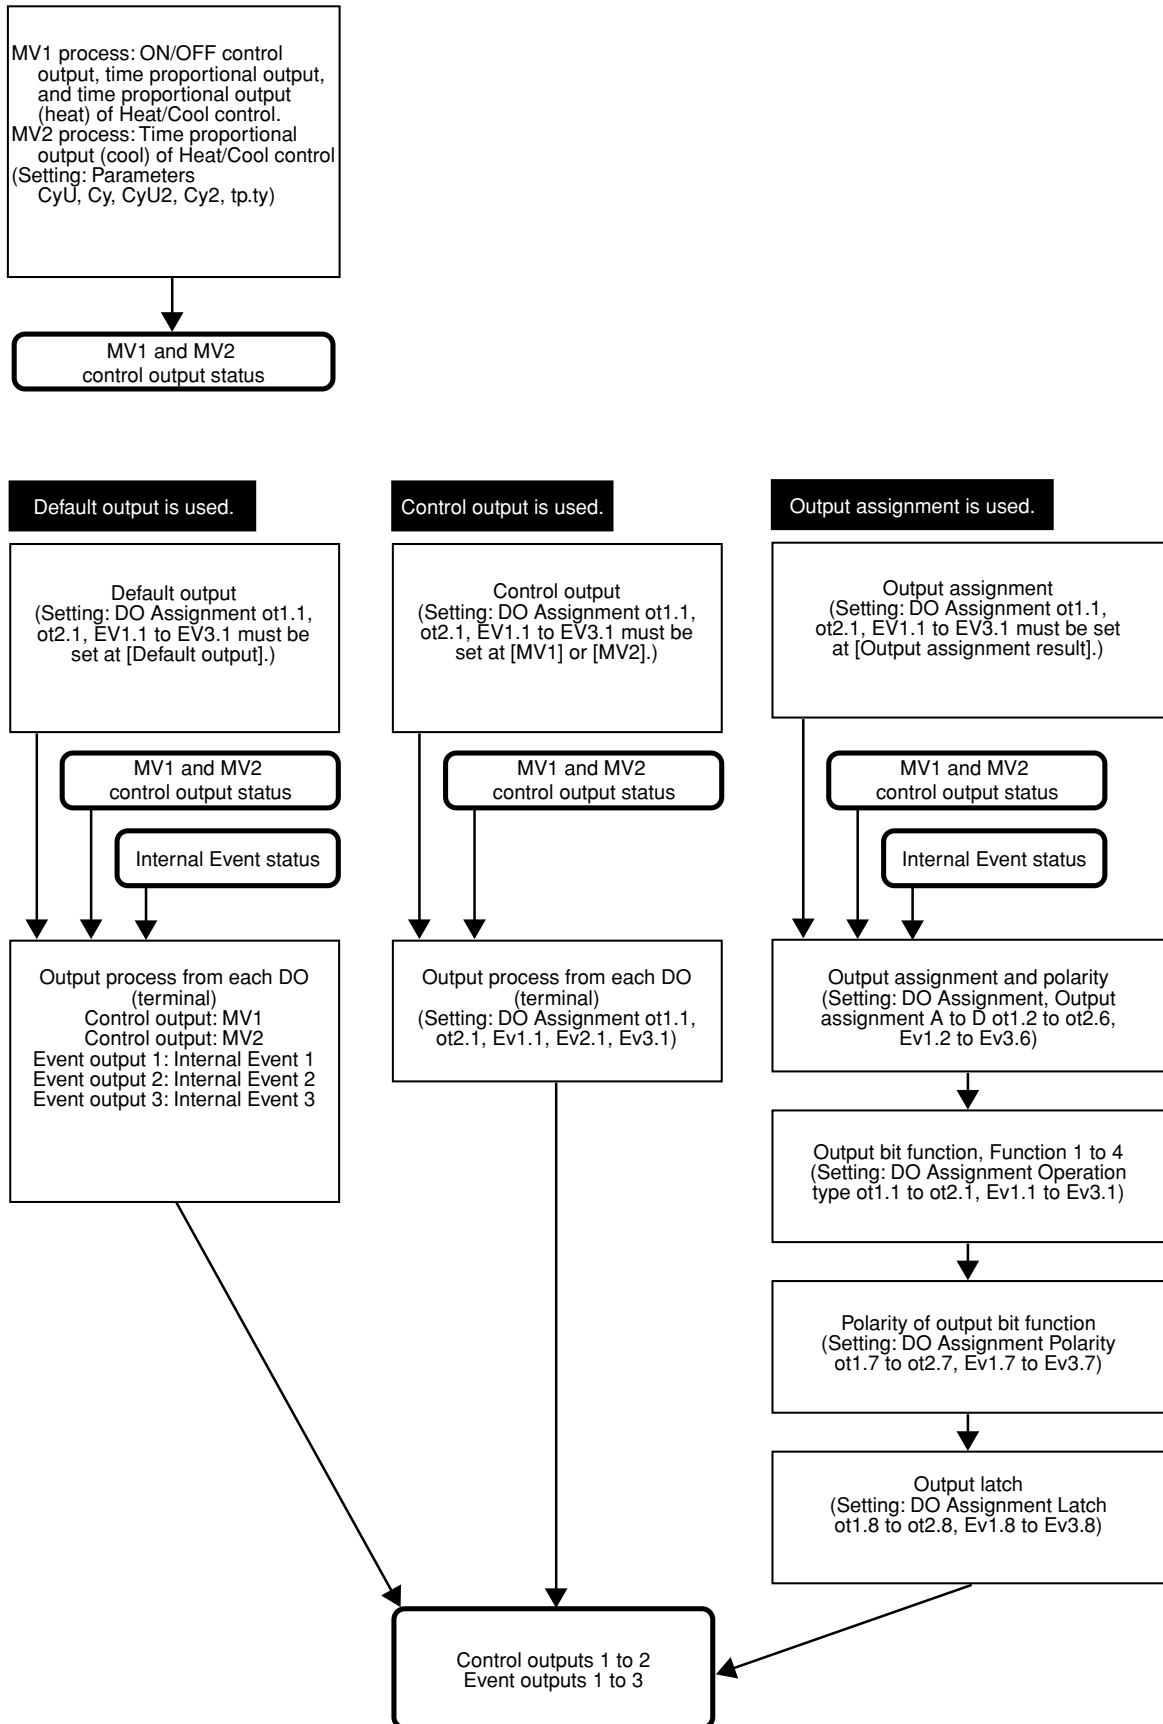 MV1 process: ON/OFF control
output, time proportional output,
and time proportional output
(heat) of Heat/Cool control.
MV2 process: Time proportional
output (cool) of Heat/Cool control
(Setting: Parameters
CyU, Cy, CyU2, Cy2, tp.ty)
MV1 and MV2
control output status
Default output is used.
Default output
(Setting: DO Assignment ot1.1,
ot2.1, EV1.1 to EV3.1 must be
set at [Default output].)
MV1 and MV2
control output status
Internal Event status
Output process from each DO
(terminal)
Control output: MV1
Control output: MV2
Event output 1: Internal Event 1
Event output 2: Internal Event 2
Event output 3: Internal Event 3
Control output is used.
Control output
(Setting: DO Assignment ot1.1,
ot2.1, EV1.1 to EV3.1 must be
set at [MV1] or [MV2].)
MV1 and MV2
control output status
Output process from each DO
(terminal)
(Setting: DO Assignment ot1.1,
ot2.1, Ev1.1, Ev2.1, Ev3.1)
Output assignment is used.
Output assignment
(Setting: DO Assignment ot1.1,
ot2.1, EV1.1 to EV3.1 must be set
at [Output assignment result].)
MV1 and MV2
control output status
Internal Event status
Output assignment and polarity
(Setting: DO Assignment, Output
assignment A to D ot1.2 to ot2.6,
Ev1.2 to Ev3.6)
Output bit function, Function 1 to 4
(Setting: DO Assignment Operation
type ot1.1 to ot2.1, Ev1.1 to Ev3.1)
Polarity of output bit function
(Setting: DO Assignment Polarity
ot1.7 to ot2.7, Ev1.7 to Ev3.7)
Output latch
(Setting: DO Assignment Latch
ot1.8 to ot2.8, Ev1.8 to Ev3.8)
Control outputs 1 to 2
Event outputs 1 to 3